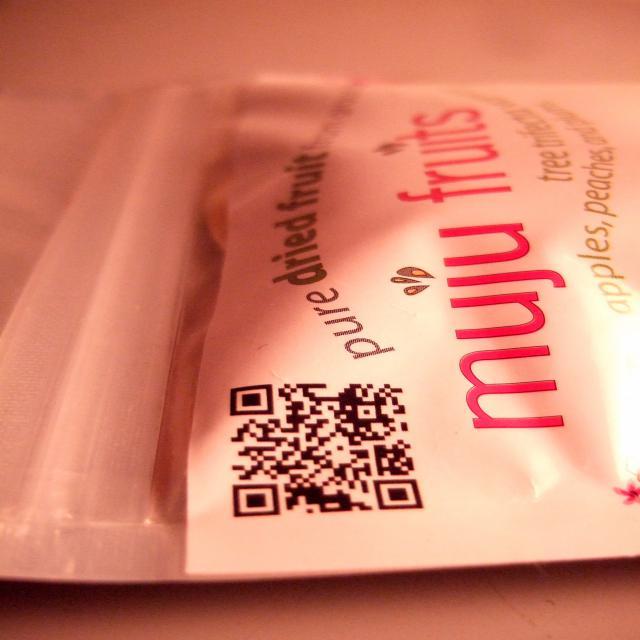 pure dried fruit
muju fruits
tree
apples, peaches,